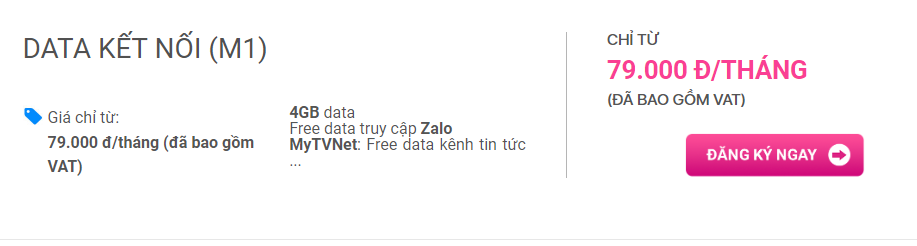 DATA KẾT NỐI (M1)
Giá chỉ từ:
79.000 đ/tháng (đã bao gồm
VAT)
4GB data
Free data truy cập Zalo
MyTVNet: Free data kênh tin tức
...
CHỈ TỪ
79.000 Đ/THÁNG
(ĐÃ BAO GỒM VAT)
ĐĂNG KÝ NGAY